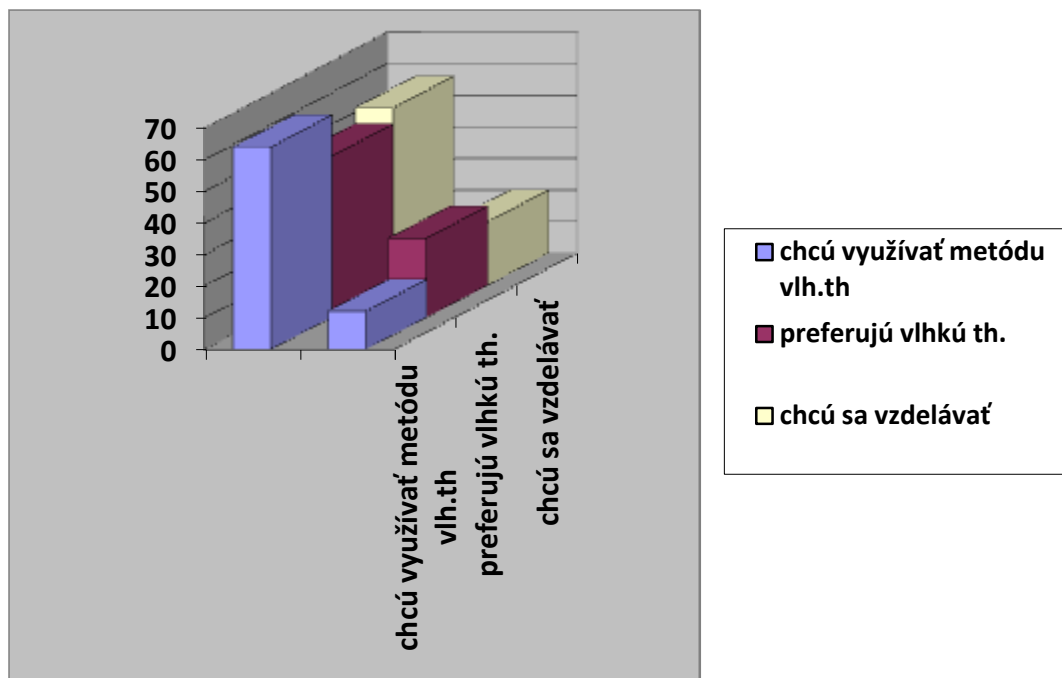 70
60
50
40
30
20
10
0
chcú využívať metódu
vlh.th
preferujú vlhkú th.
chcú sa vzdelávať
chcú využívať metódu
vlh.th
preferujú vlhkú th.
chcú sa vzdelávať